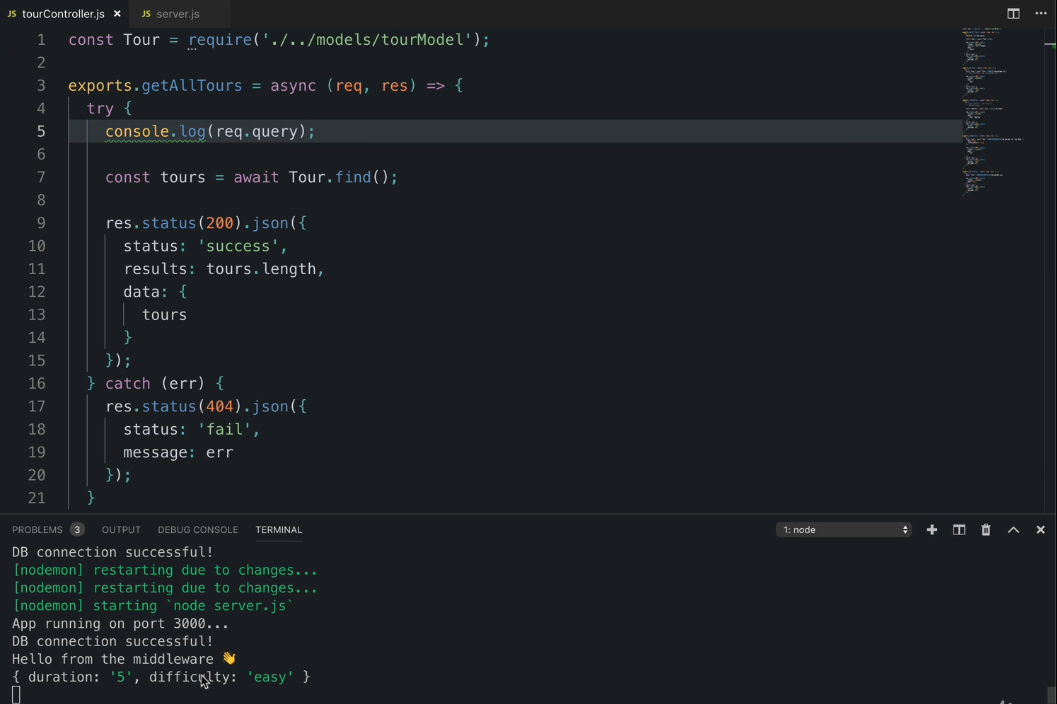 JS tourController.js × JS server.js
1 const Tour = require('./../models/tourModel');
2
3 exports.getAllTours = async (req, res) => {
4 try {
5 console.log(req.query);
6
7 const tours = await Tour.find();
8
9 res.status(200).json({
10 status: 'success',
11 results: tours.length,
12 data: {
13 tours
14 }
15 });
16 } catch (err) {
17 res.status(404).json({
18 status: 'fail',
19 message: err
20 });
21 }
PROBLEMS 3 OUTPUT DEBUG CONSOLE TERMINAL 1: node
DB connection successful!
[nodemon] restarting due to changes...
[nodemon] restarting due to changes...
[nodemon] starting `node server.js`
App running on port 3000...
DB connection successful!
Hello from the middleware 👋
{ duration: '5', difficulty: 'easy' }